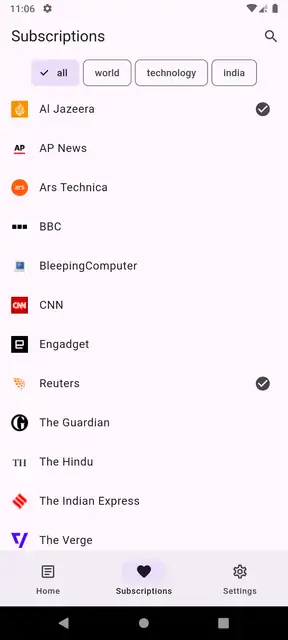 11:06
Subscriptions
all world technology india
Al Jazeera
AP AP News
ars Ars Technica
BBC
BleepingComputer
CNN CNN
Engadget
Reuters
The Guardian
TH The Hindu
The Indian Express
The Verge
Home Subscriptions Settings